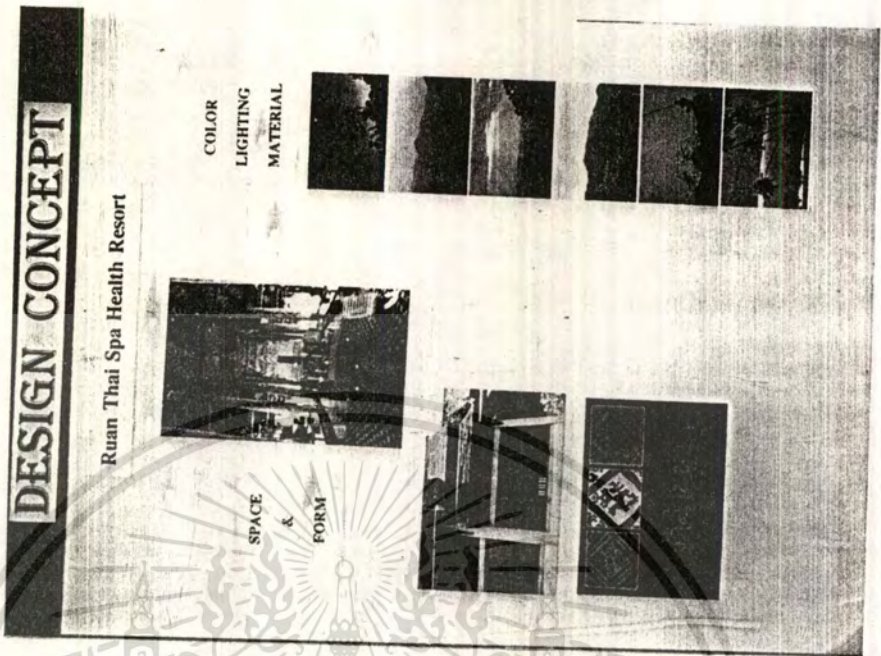 DESIGN CONCEPT
Ruan Thai Spa Health Resort
SPACE
&
FORM
COLOR
LIGHTING
MATERIAL